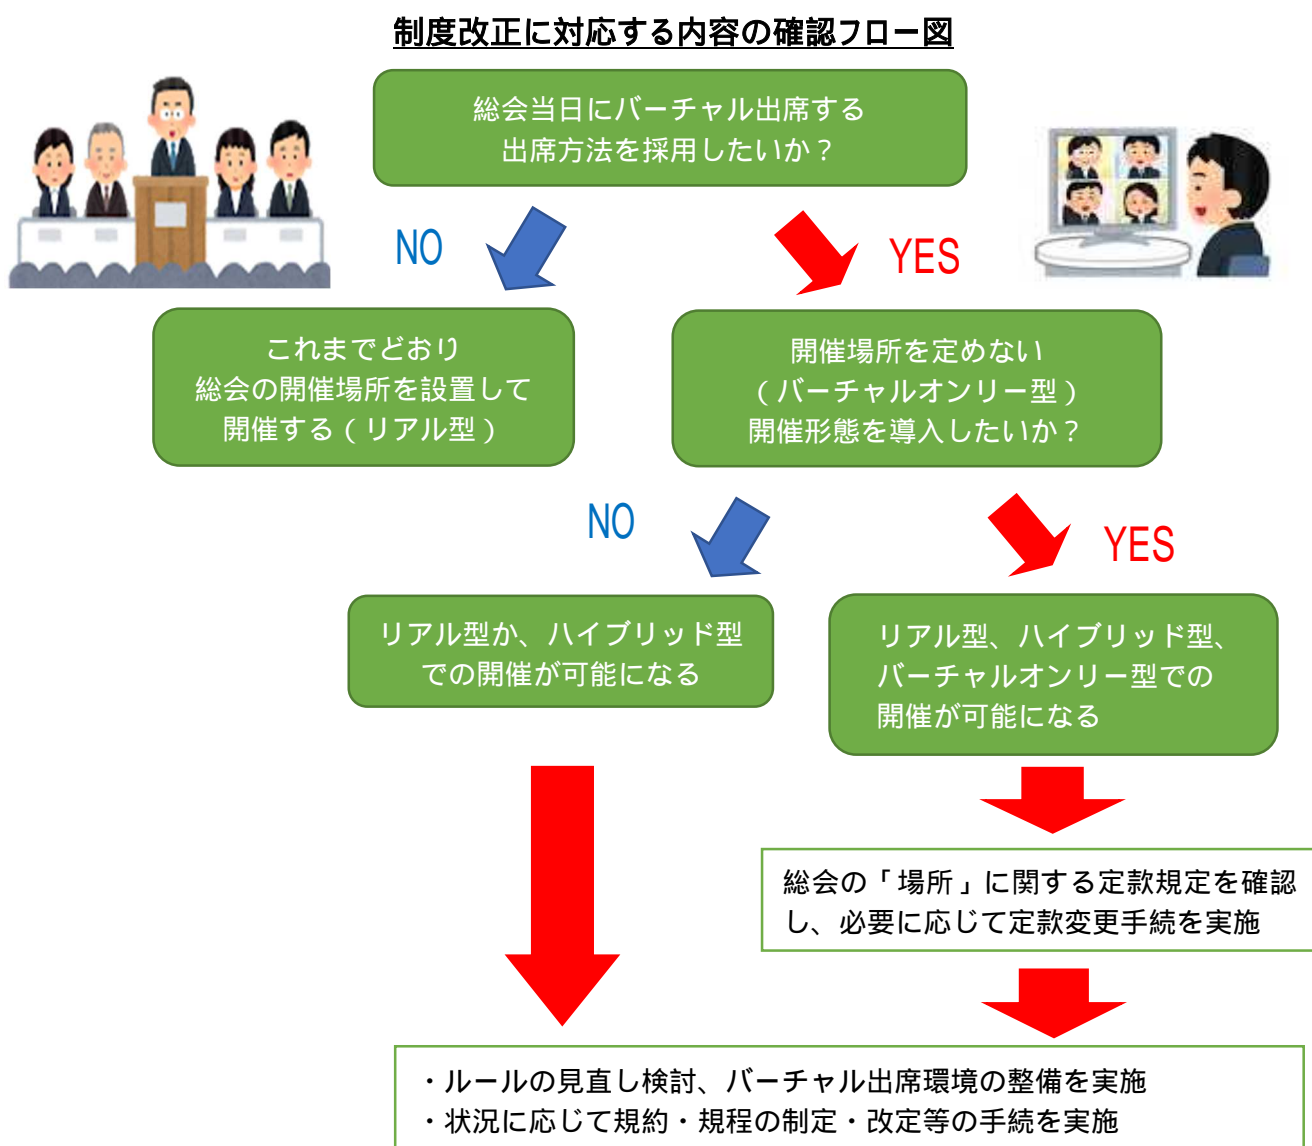 制度改正に対応する内容の確認フロー図
総会当日にバーチャル出席する
出席方法を採用したいか？
NO
YES
これまでどおり
総会の開催場所を設置して
開催する（リアル型）
開催場所を定めない
（バーチャルオンリー型）
開催形態を導入したいか？
NO
YES
リアル型か、ハイブリッド型
での開催が可能になる
リアル型、ハイブリッド型、
バーチャルオンリー型での
開催が可能になる
総会の「場所」に関する定款規定を確認
し、必要に応じて定款変更手続を実施
・ルールの見直し検討、バーチャル出席環境の整備を実施
・状況に応じて規約・規程の制定・改定等の手続を実施